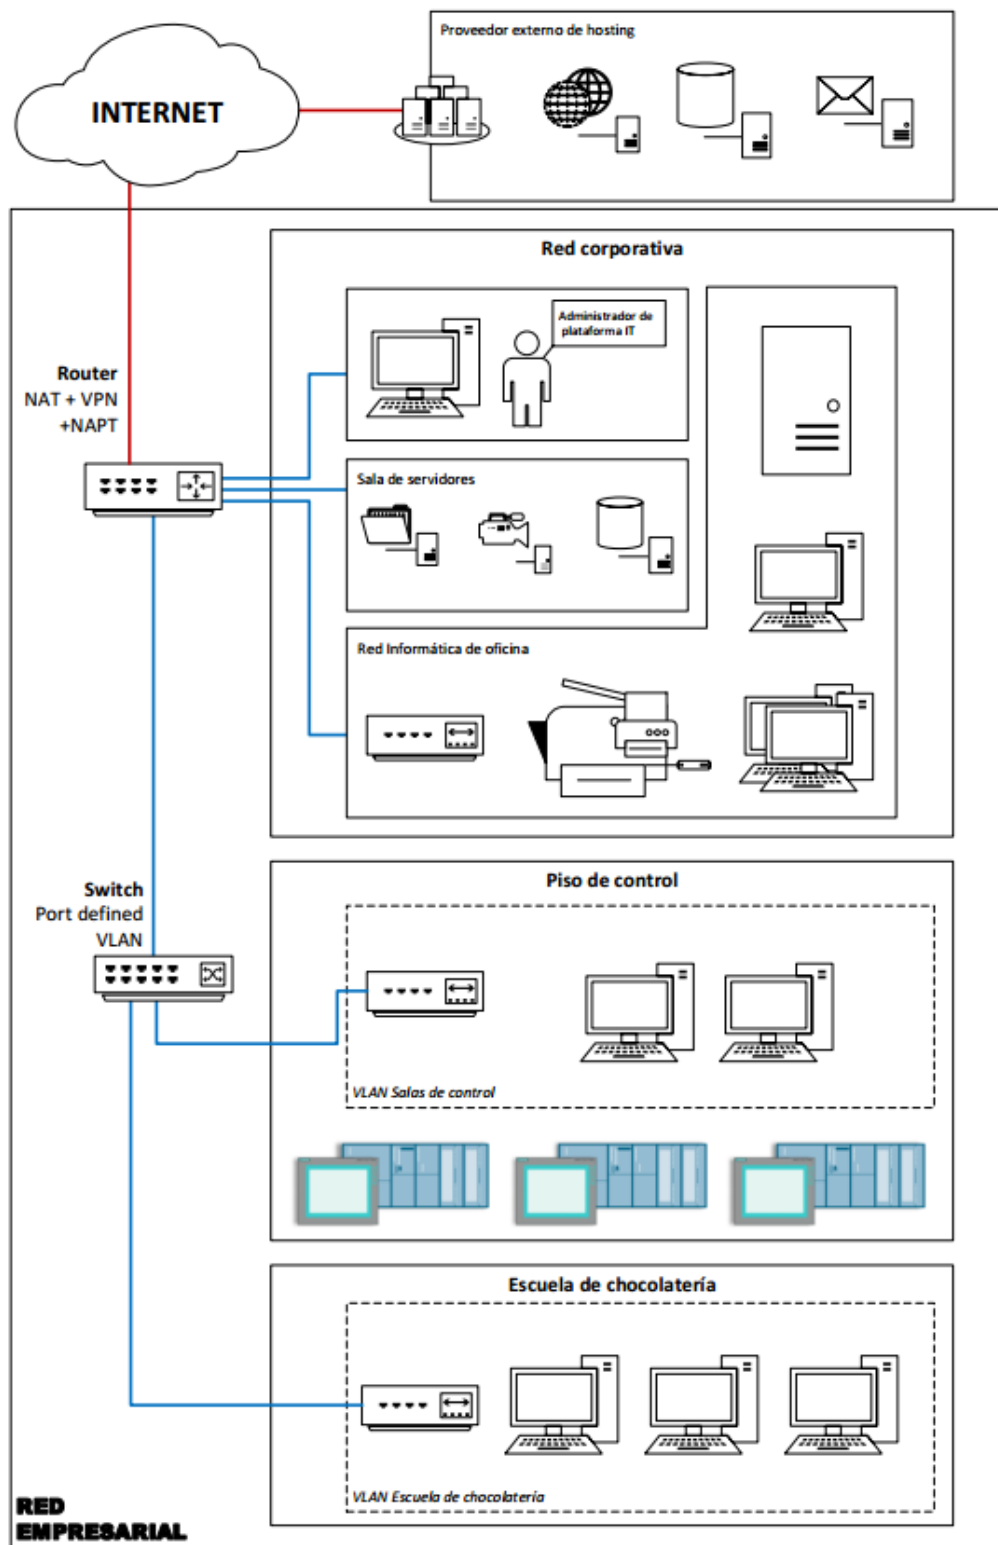 Proveedor externo de hosting
INTERNET
Red corporativa
Administrador de
plataforma IT
Router
NAT + VPN
+NAPT
Sala de servidores
Red Informática de oficina
Piso de control
Switch
Port defined
VLAN
VLAN Salas de control
Escuela de chocolatería
VLAN Escuela de chocolatería
RED
EMPRESARIAL